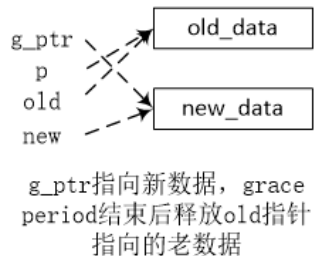 g_ptr
p
old
new
old_data
new_data
g_ptr指向新数据，grace
period结束后释放old指针
指向的老数据